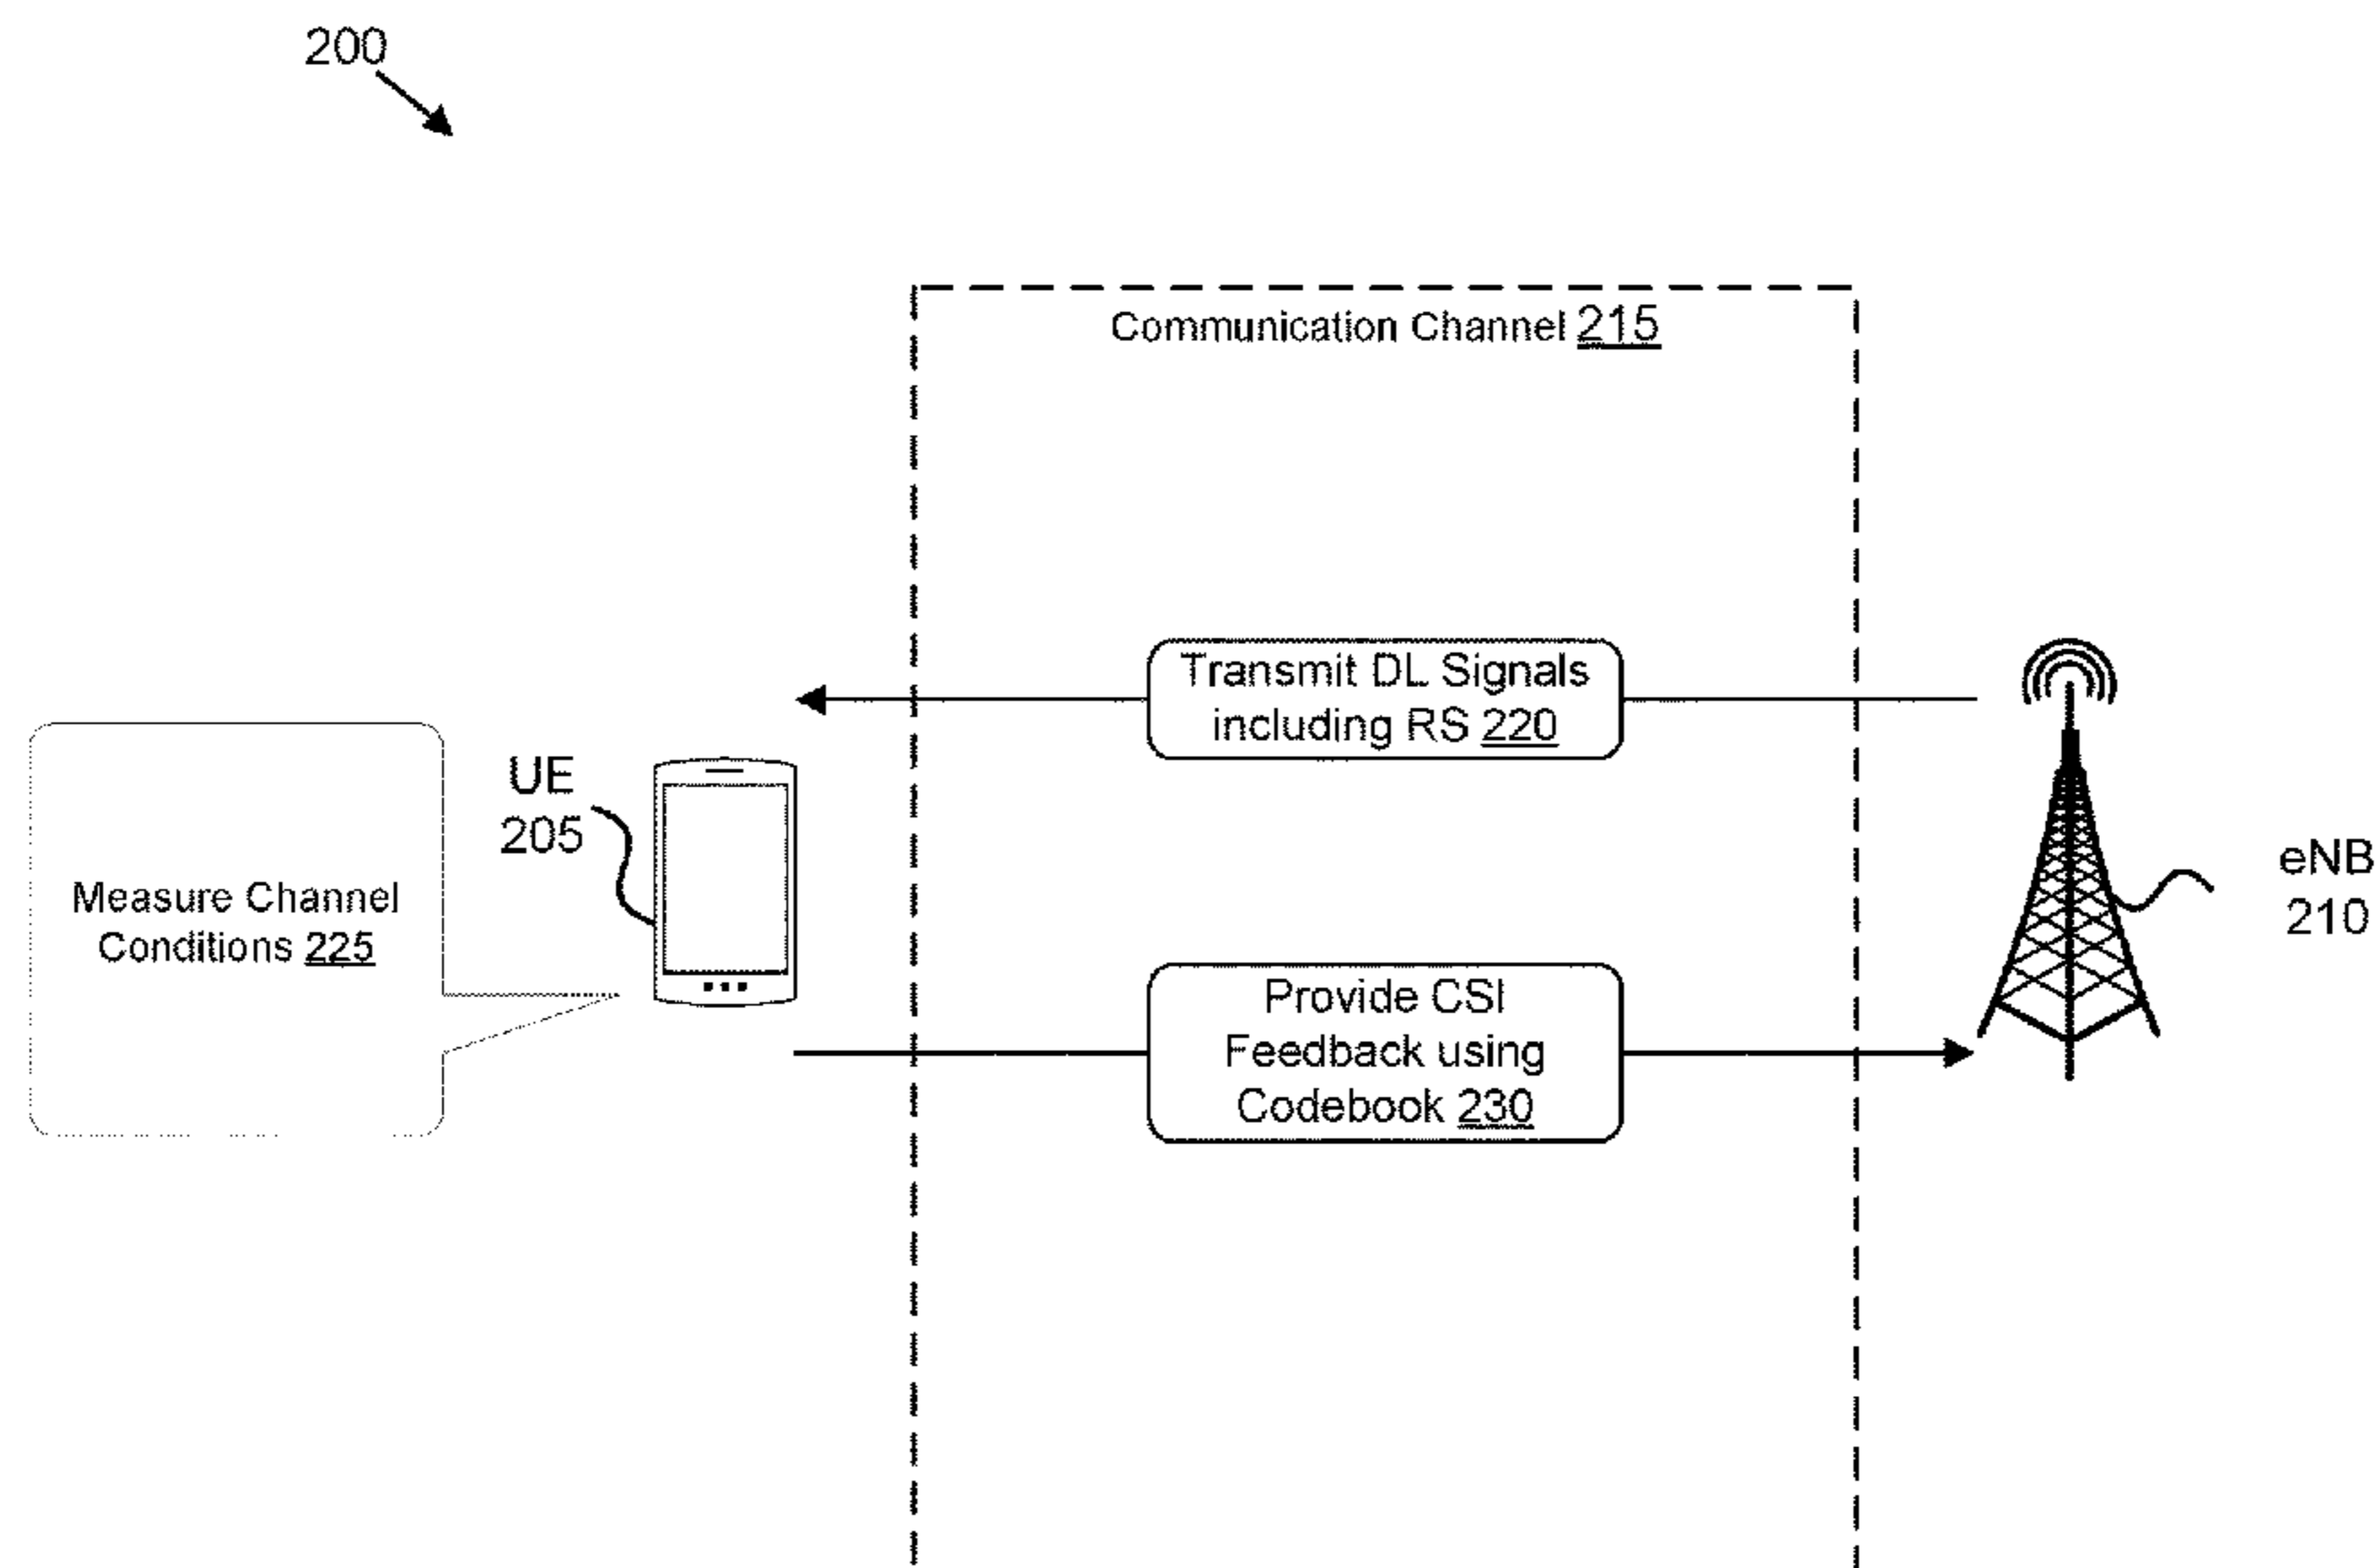 200
Communication Channel 215
Transmit DL Signals
including RS 220
UE
205
Measure Channel
Conditions 225
eNB
210
Provide CSI
Feedback using
Codebook 230